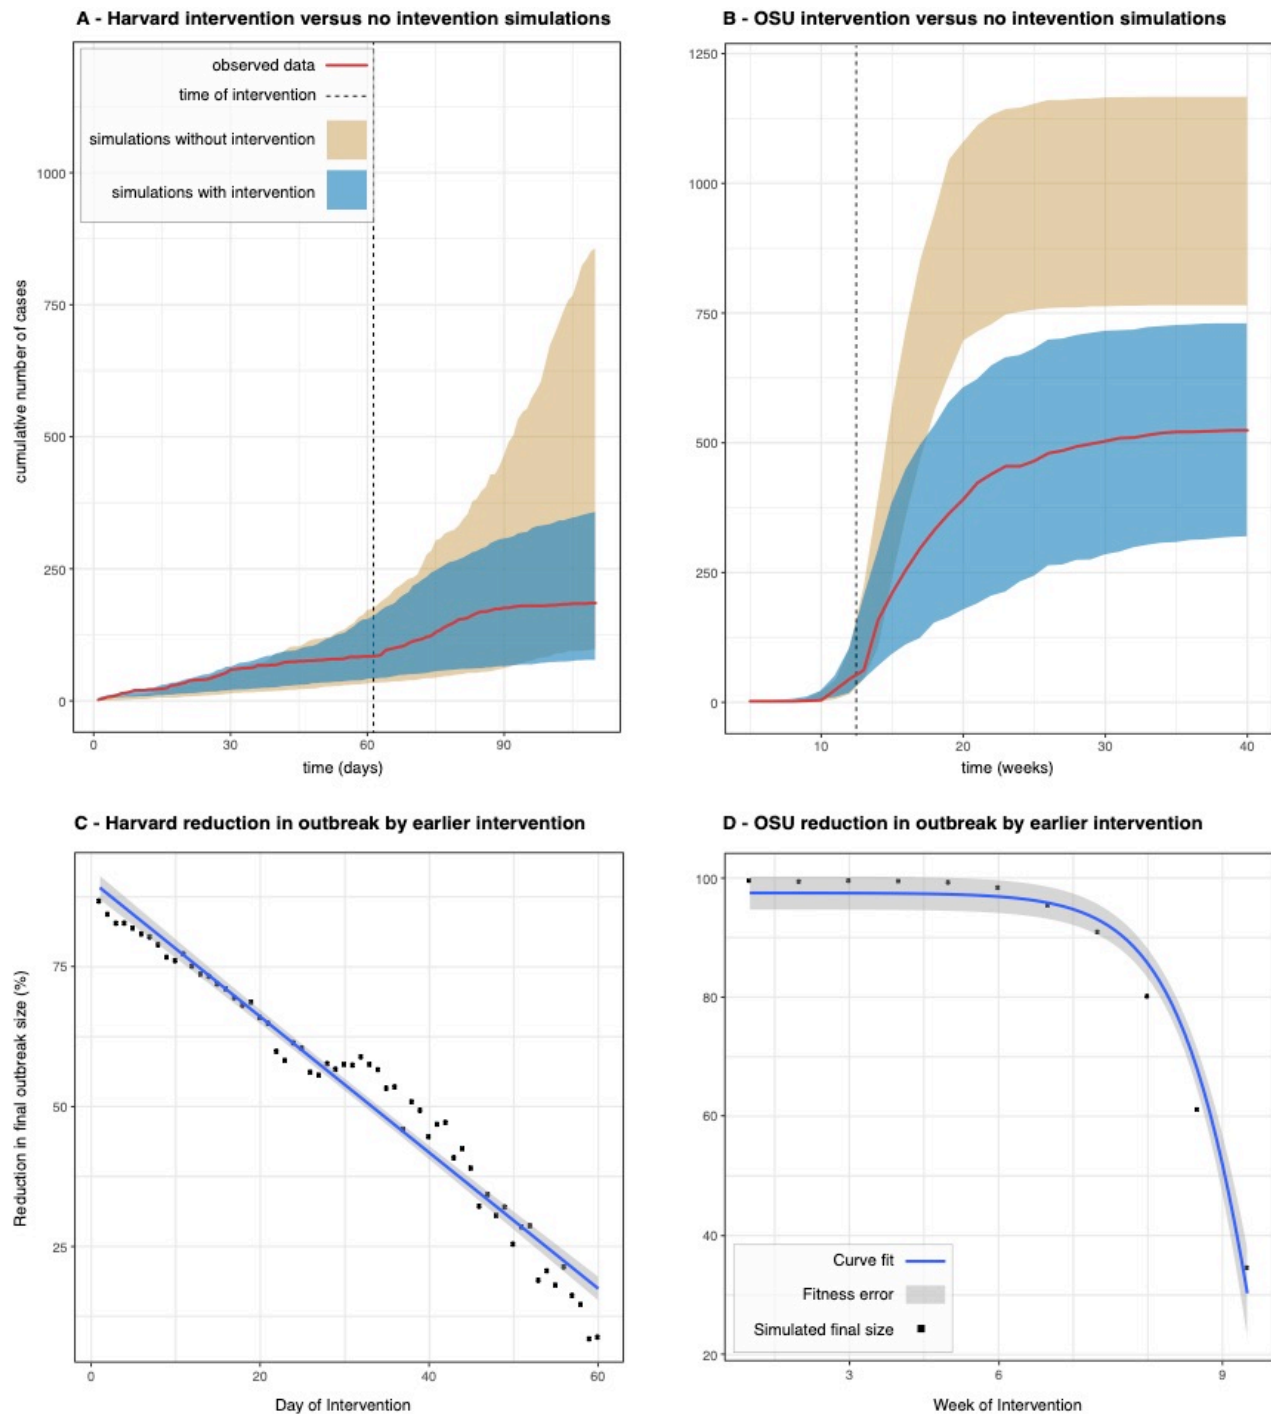 A - Harvard intervention versus no intevention simulations
observed data
time of intervention
simulations without intervention
simulations with intervention
1000
750
500
250
0
cumulative number of cases
0 30 60 90
time (days)
B - OSU intervention versus no intevention simulations
1250
1000
750
500
250
0
10 20 30 40
time (weeks)
C - Harvard reduction in outbreak by earlier intervention
75
50
25
Reduction in final outbreak size (%)
0 20 40 60
Day of Intervention
D - OSU reduction in outbreak by earlier intervention
100
80
60
40
20
Curve fit
Fitness error
Simulated final size
3 6 9
Week of Intervention